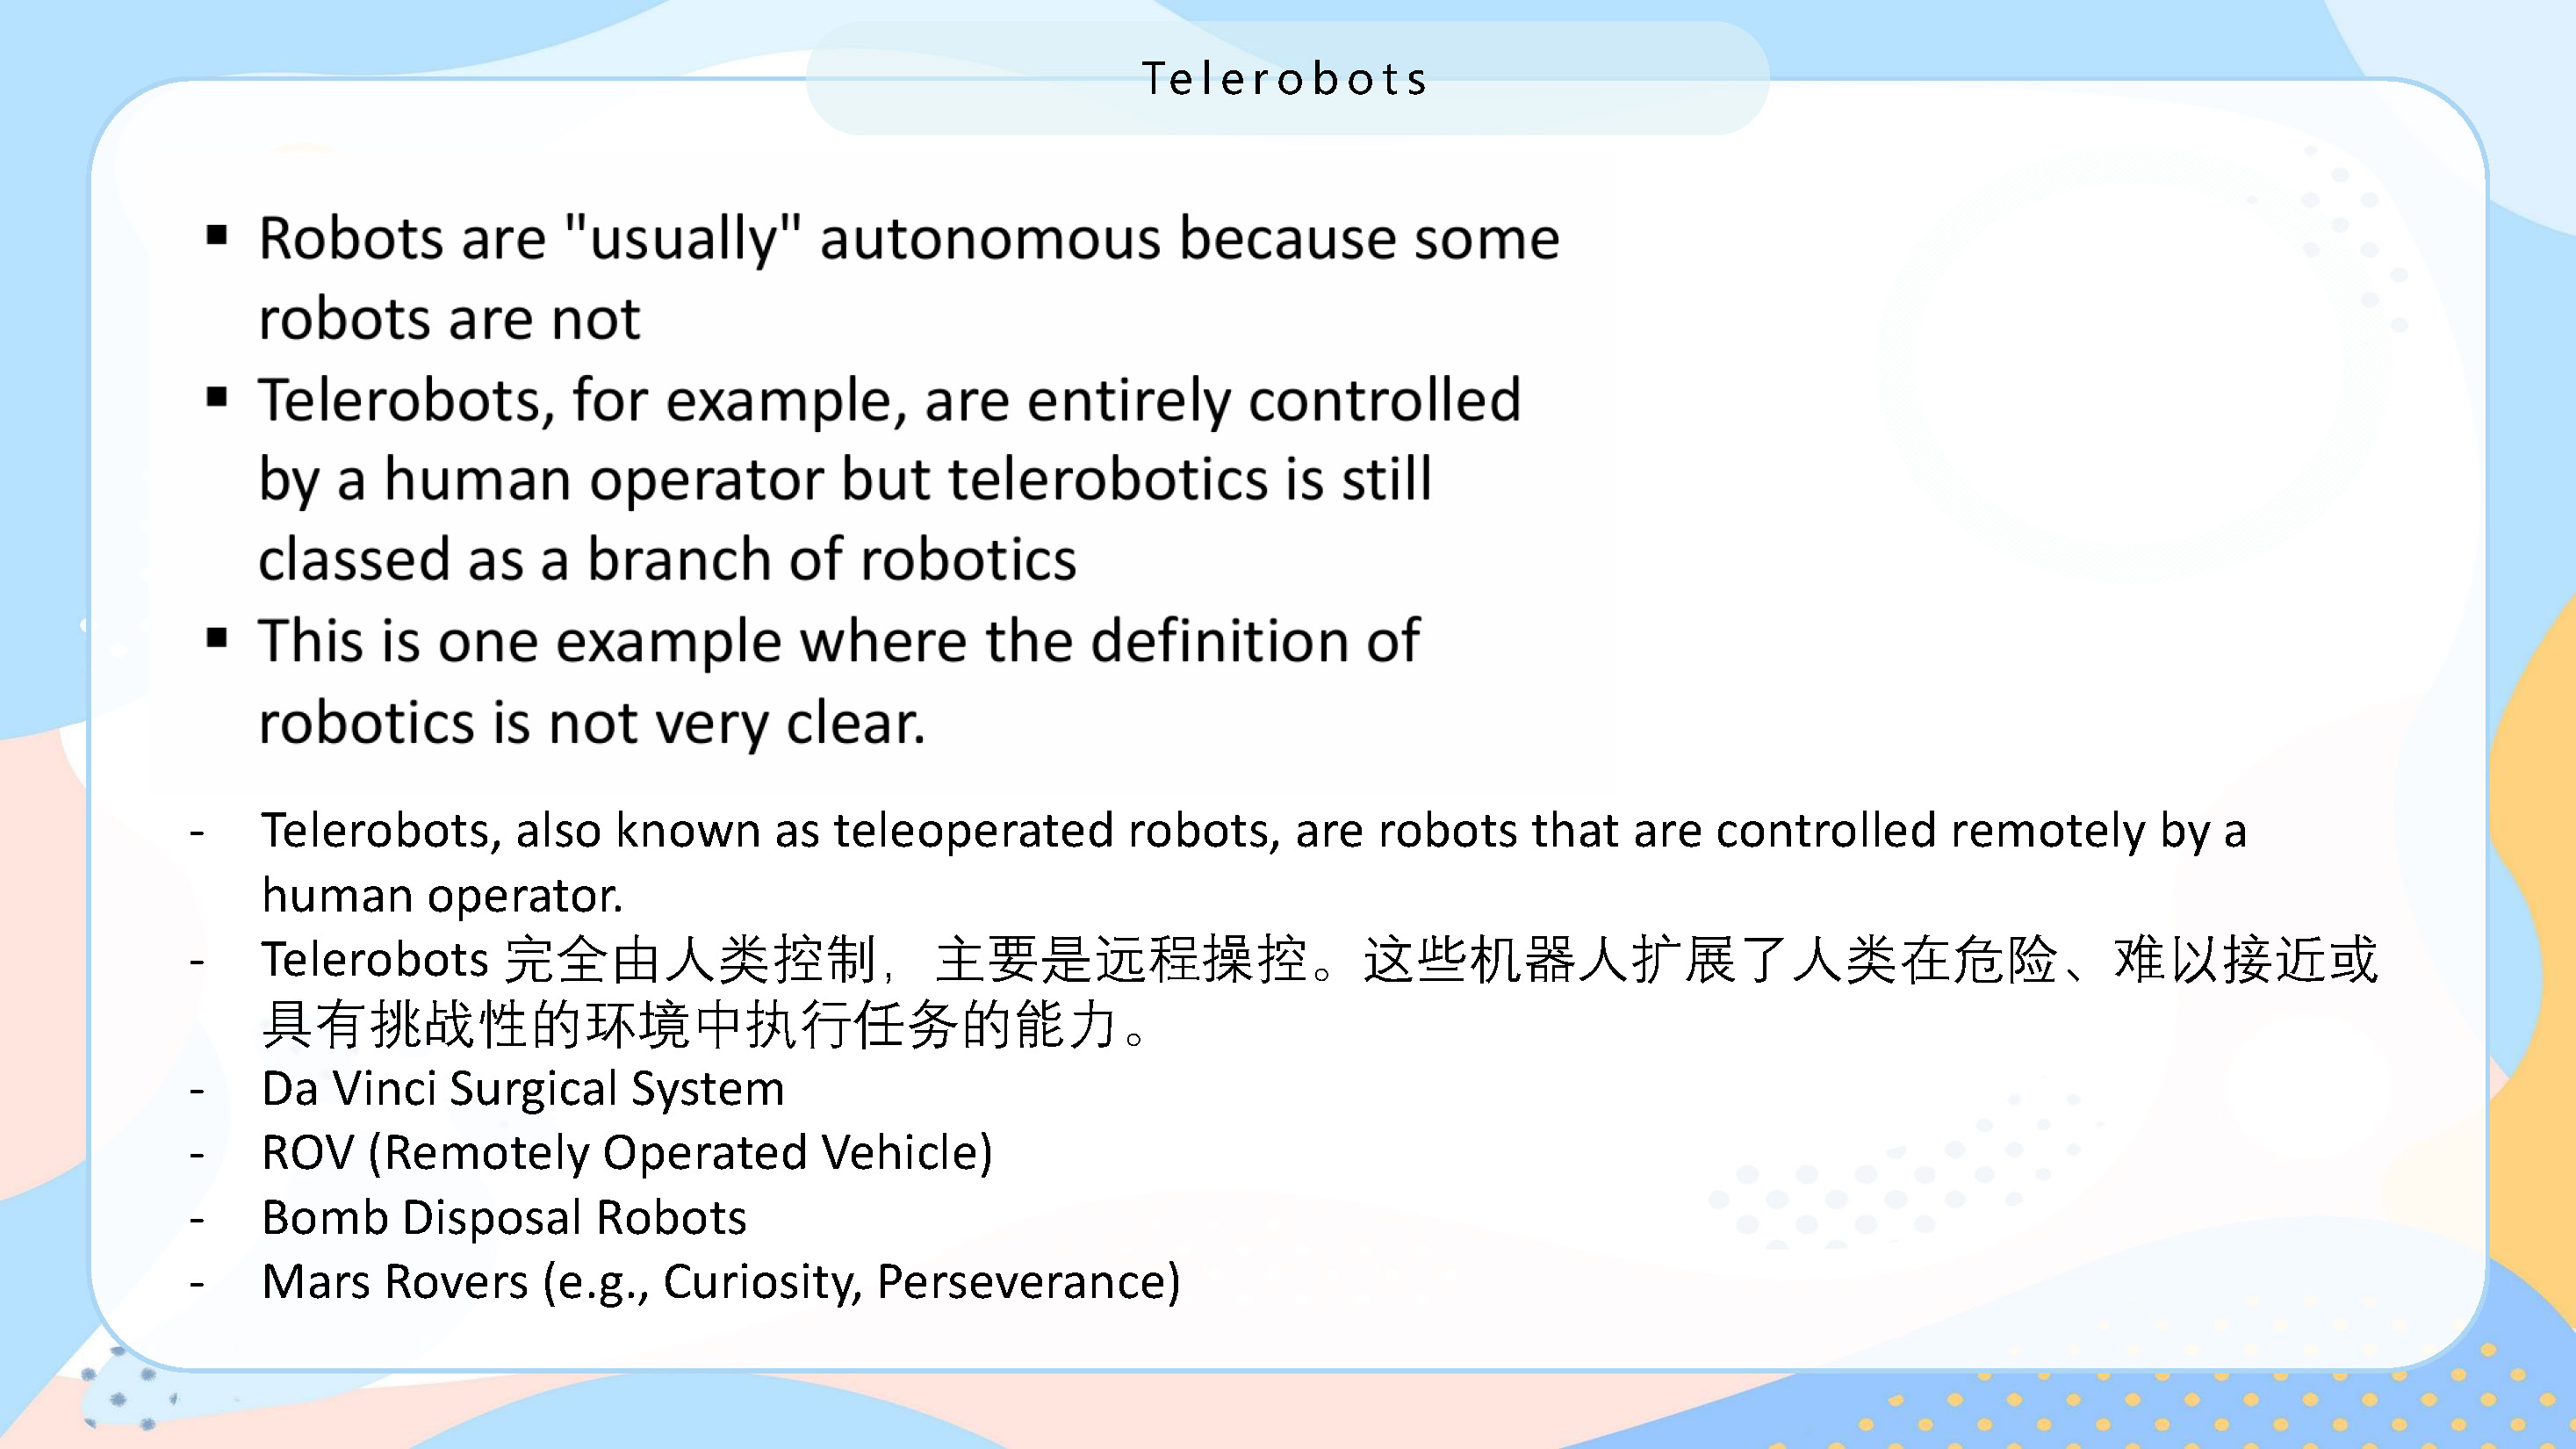 Telerobots
▪ Robots are "usually" autonomous because some
robots are not
▪ Telerobots, for example, are entirely controlled
by a human operator but telerobotics is still
classed as a branch of robotics
▪ This is one example where the definition of
robotics is not very clear.
- Telerobots, also known as teleoperated robots, are robots that are controlled remotely by a
human operator.
- Telerobots 完全由人类控制，主要是远程操控。这些机器人扩展了人类在危险、难以接近或
具有挑战性的环境中执行任务的能力。
- Da Vinci Surgical System
- ROV (Remotely Operated Vehicle)
- Bomb Disposal Robots
- Mars Rovers (e.g., Curiosity, Perseverance)